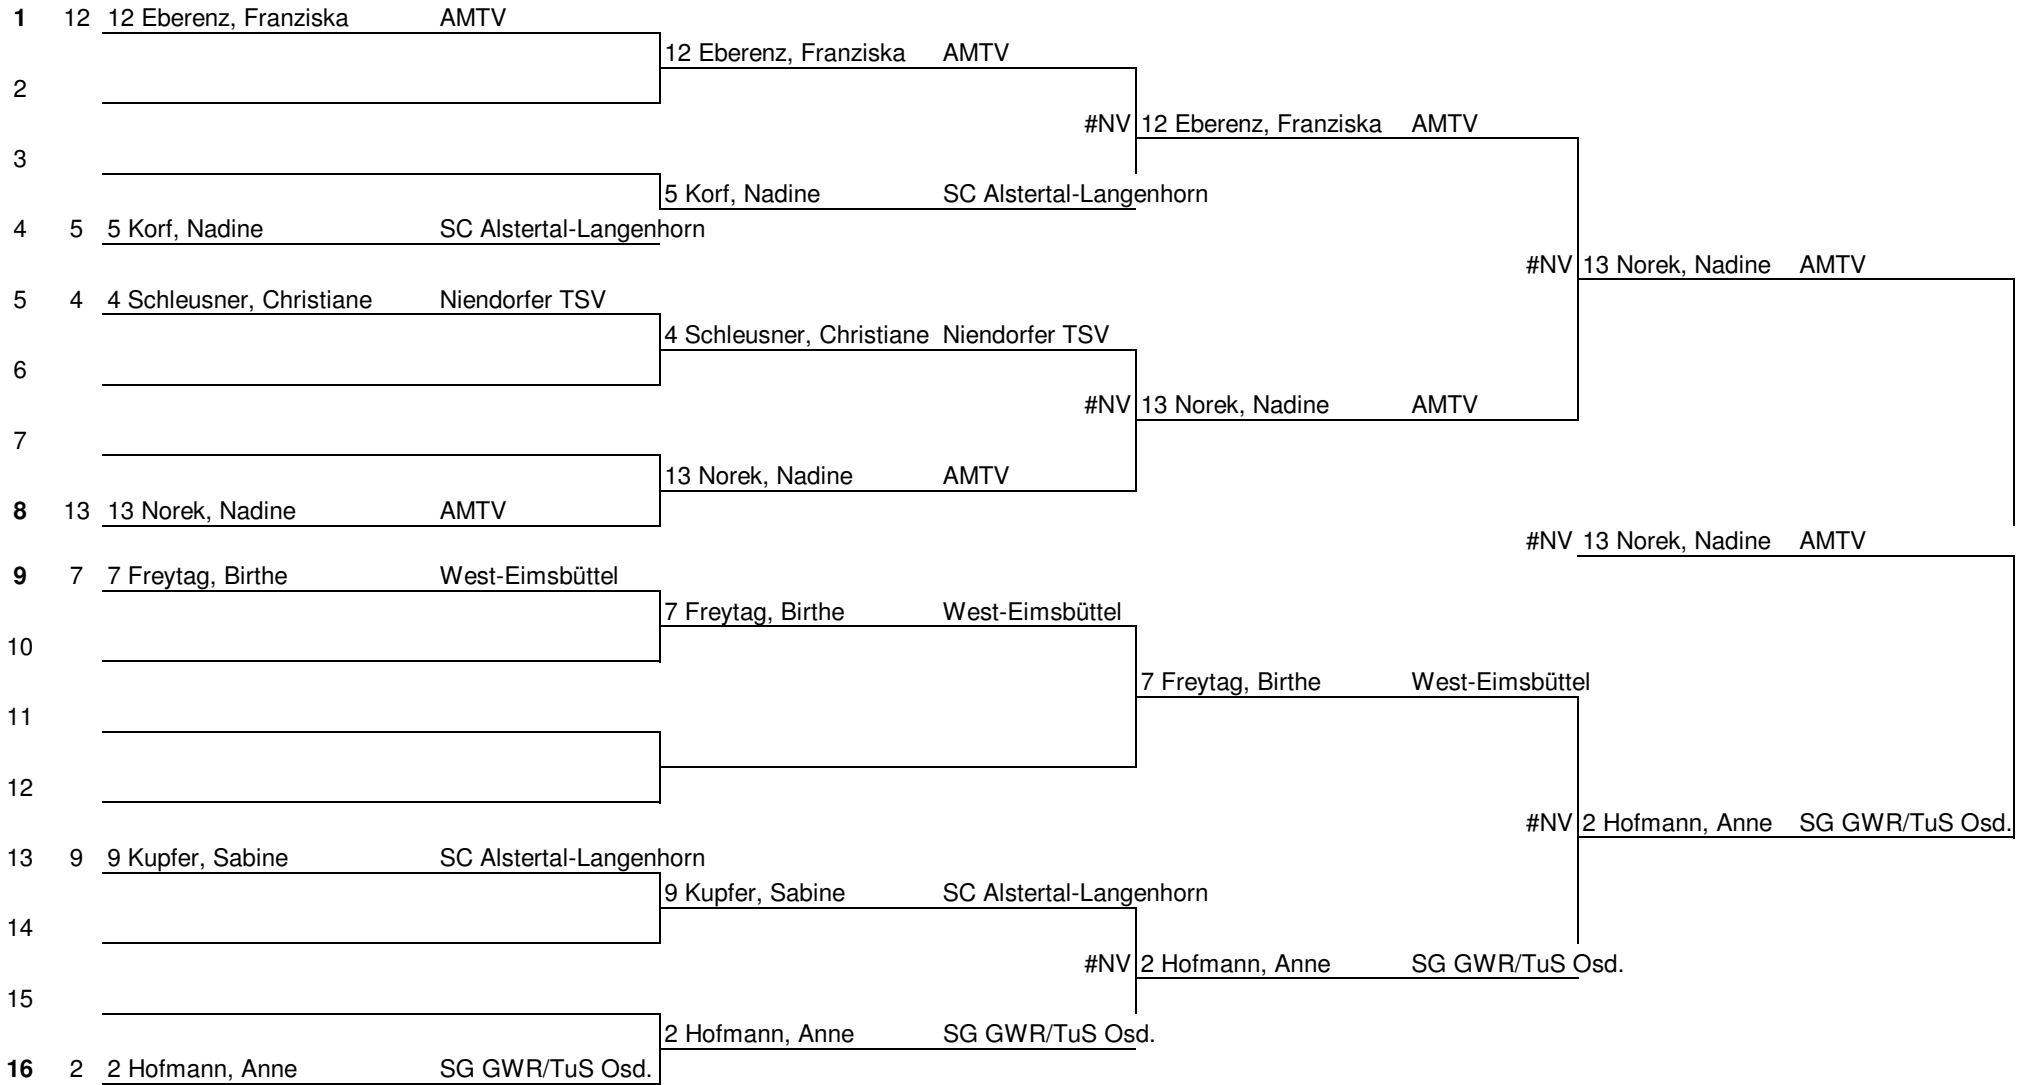 1 12 12 Eberenz, Franziska AMTV
12 Eberenz, Franziska AMTV
2
#NV 12 Eberenz, Franziska AMTV
3
5 Korf, Nadine SC Alstertal-Langenhorn
4 5 5 Korf, Nadine SC Alstertal-Langenhorn
#NV 13 Norek, Nadine AMTV
5 4 4 Schleusner, Christiane Niendorfer TSV
4 Schleusner, Christiane Niendorfer TSV
6
#NV 13 Norek, Nadine AMTV
7
13 Norek, Nadine AMTV
8 13 13 Norek, Nadine AMTV
#NV 13 Norek, Nadine AMTV
9 7 7 Freytag, Birthe West-Eimsbüttel
7 Freytag, Birthe West-Eimsbüttel
10
7 Freytag, Birthe West-Eimsbüttel
11
12
#NV 2 Hofmann, Anne SG GWR/TuS Osd.
13 9 9 Kupfer, Sabine SC Alstertal-Langenhorn
9 Kupfer, Sabine SC Alstertal-Langenhorn
14
#NV 2 Hofmann, Anne SG GWR/TuS Osd.
15
2 Hofmann, Anne SG GWR/TuS Osd.
16 2 2 Hofmann, Anne SG GWR/TuS Osd.